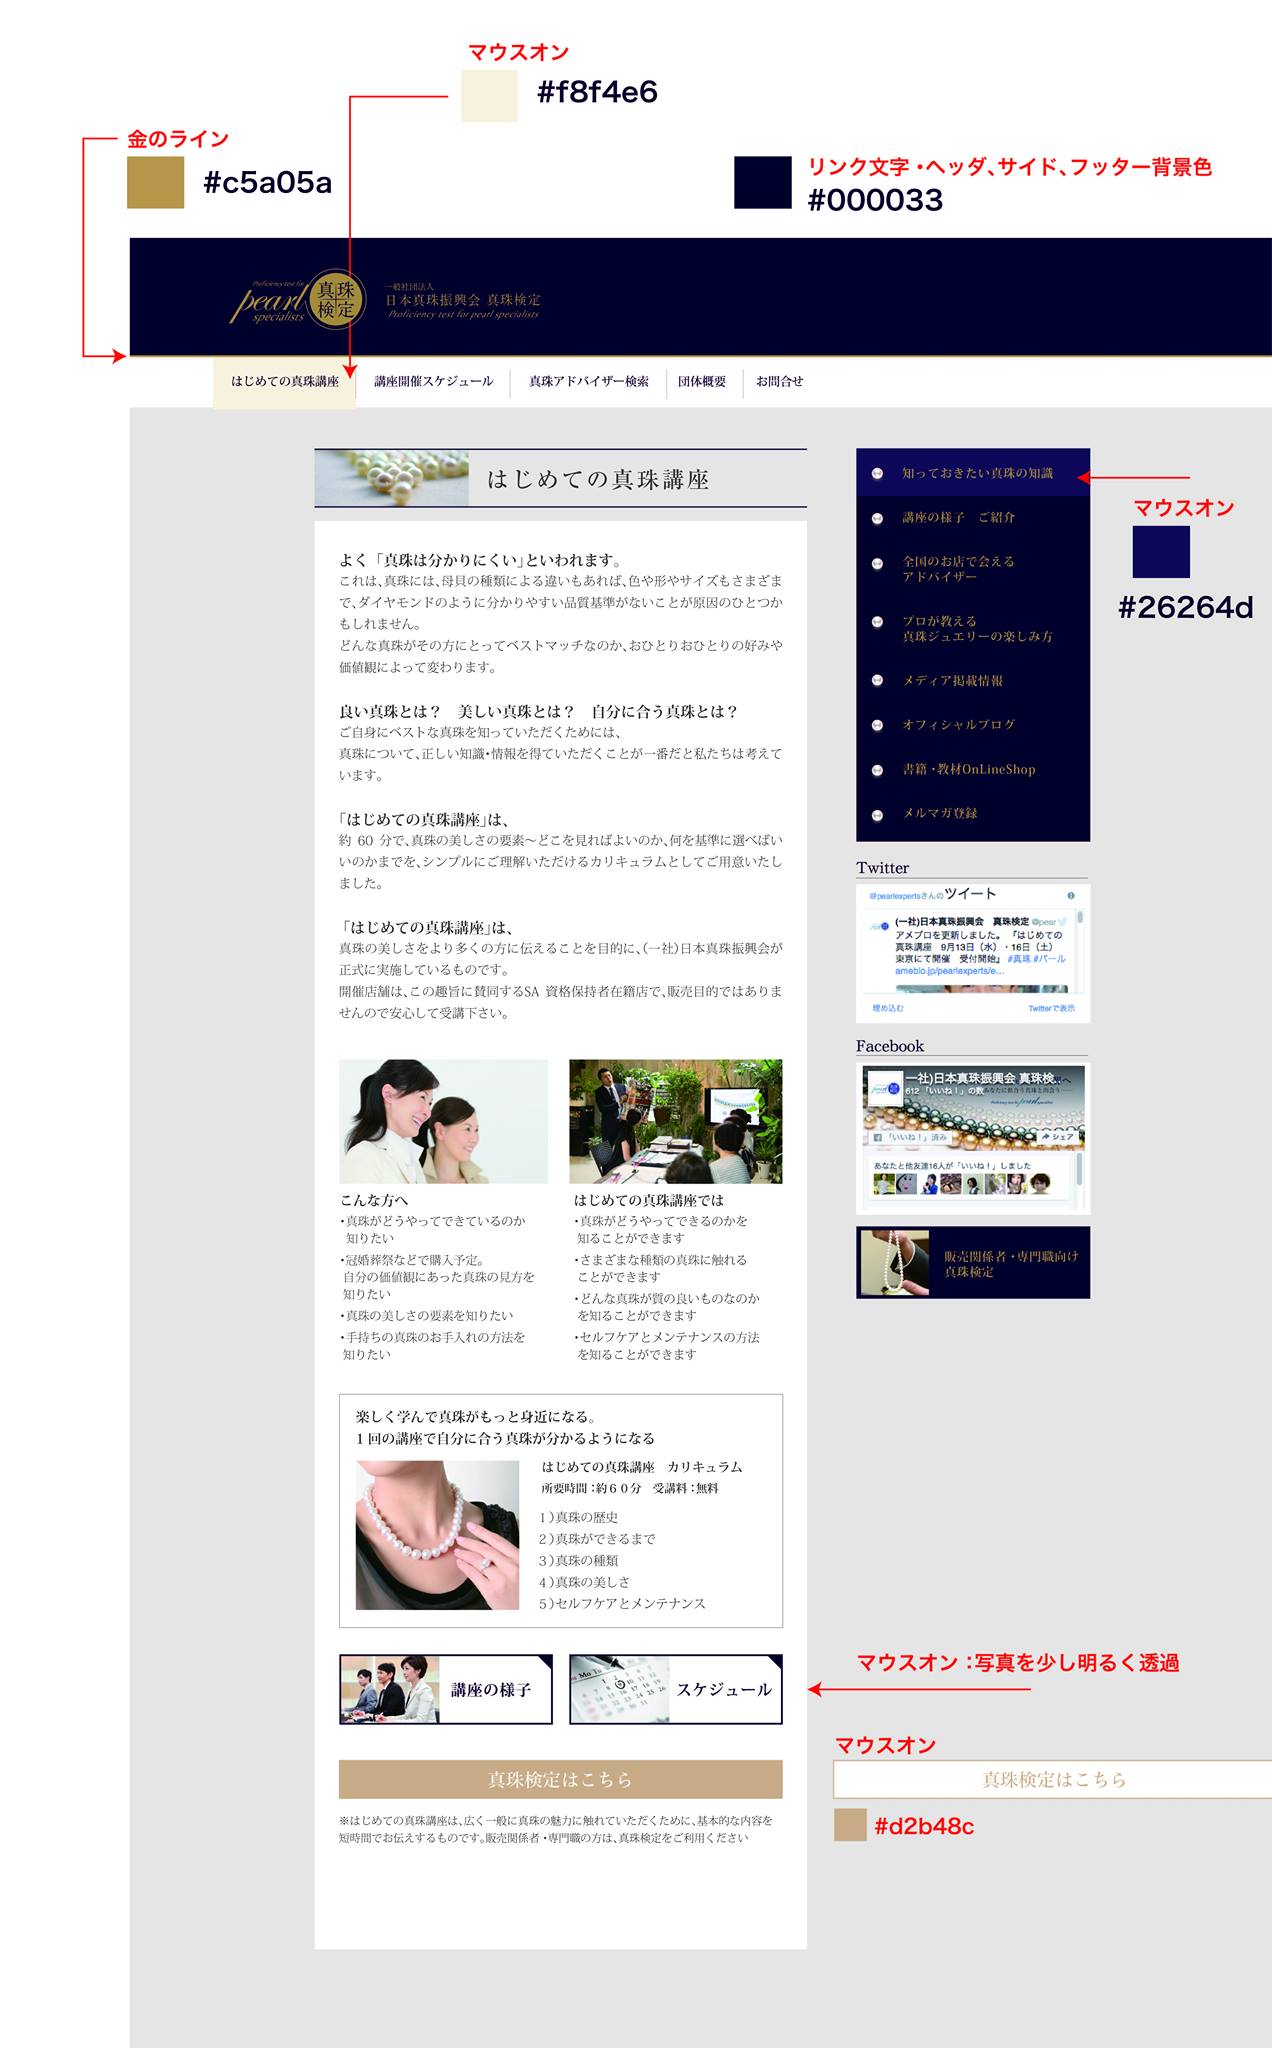 マウスオン
#f8f4e6
金のライン
#c5a05a
リンク文字・ヘッダ、サイド、フッター背景色
#000033
Proficiency test for
pearl
specialists
真珠
検定
一般社団法人
日本真珠振興会 真珠検定
Proficiency test for pearl specialists
はじめての真珠講座
講座開催スケジュール
真珠アドバイザー検索
団体概要
お問合せ
はじめての真珠講座
よく「真珠は分かりにくい」といわれます。
これは、真珠には、母貝の種類による違いもあれば、色や形やサイズもさまざま
で、ダイヤモンドのように分かりやすい品質基準がないことが原因のひとつか
もしれません。
どんな真珠がその方にとってベストマッチなのか、おひとりおひとりの好みや
価値観によって変わります。
良い真珠とは？　美しい真珠とは？　自分に合う真珠とは？
ご自身にベストな真珠を知っていただくためには、
真珠について、正しい知識・情報を得ていただくことが一番だと私たちは考えて
います。
「はじめての真珠講座」は、
約 60 分で、真珠の美しさの要素～どこを見ればよいのか、何を基準に選べばい
いのかまでを、シンプルにご理解いただけるカリキュラムとしてご用意いたし
ました。
「はじめての真珠講座」は、
真珠の美しさをより多くの方に伝えることを目的に、（一社）日本真珠振興会が
正式に実施しているものです。
開催店舗は、この趣旨に賛同するSA 資格保持者在籍店で、販売目的ではありま
せんので安心して受講下さい。
こんな方へ
・真珠がどうやってできているのか
知りたい
・冠婚葬祭などで購入予定。
自分の価値観にあった真珠の見方を
知りたい
・真珠の美しさの要素を知りたい
・手持ちの真珠のお手入れの方法を
知りたい
はじめての真珠講座では
・真珠がどうやってできるのかを
知ることができます
・さまざまな種類の真珠に触れる
ことができます
・どんな真珠が質の良いものなのか
を知ることができます
・セルフケアとメンテナンスの方法
を知ることができます
楽しく学んで真珠がもっと身近になる。
1 回の講座で自分に合う真珠が分かるようになる
はじめての真珠講座　カリキュラム
所要時間：約６０分　受講料：無料
1）真珠の歴史
2）真珠ができるまで
3）真珠の種類
4）真珠の美しさ
5）セルフケアとメンテナンス
講座の様子
スケジュール
真珠検定はこちら
※はじめての真珠講座は、広く一般に真珠の魅力に触れていただくために、基本的な内容を
短時間でお伝えするものです。販売関係者・専門職の方は、真珠検定をご利用ください
知っておきたい真珠の知識
講座の様子　ご紹介
全国のお店で会える
アドバイザー
プロが教える
真珠ジュエリーの楽しみ方
メディア掲載情報
オフィシャルブログ
書籍・教材OnLineShop
メルマガ登録
マウスオン
#26264d
Twitter
@pearlexpertsさんのツイート
(一社)日本真珠振興会　真珠検定 @pear
アメブロを更新しました。 『はじめての
真珠講座　9月13日（水）・16日（土）
東京にて開催　受付開始』 #真珠 #パール
ameblo.jp/pearlexperts/e…
埋め込む
Twitterで表示
Facebook
一社)日本真珠振興会 真珠検
612 「いいね！」の数
「いいね！」済み
シェア
あなたと他友達16人が「いいね！」しました
販売関係者・専門職向け
真珠検定
マウスオン：写真を少し明るく透過
マウスオン
真珠検定はこちら
#d2b48c